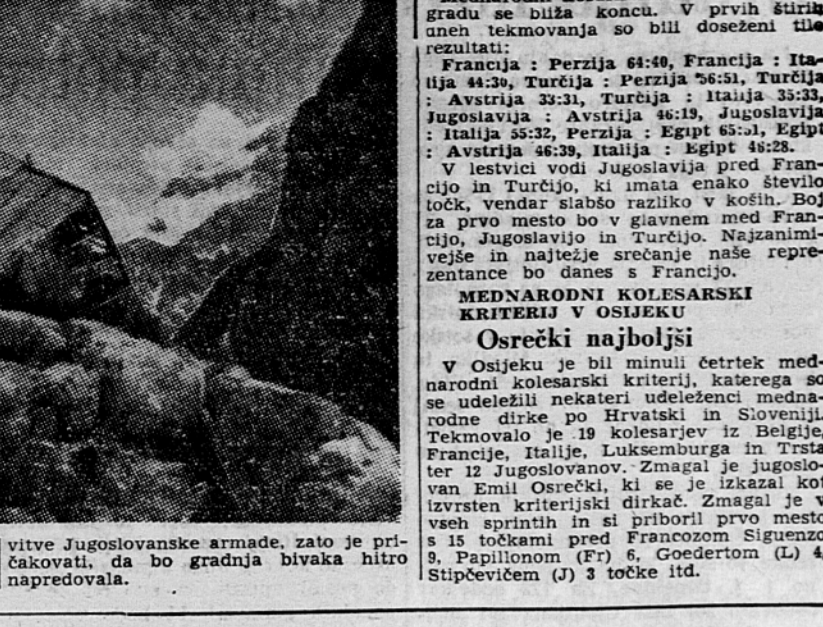 vitve Jugoslovanske armade, zato je pri-
čakovati, da bo gradnja bivaka hitro
napredovala.
gradu se bliža koncu. V prvih štirih
dneh tekmovanja so bili doseženi tile
rezultati:
Francija : Perzija 64:40, Francija : Ita-
lija 44:30, Turčija : Perzija 56:51, Turčija
: Avstrija 33:31, Turčija : Italija 35:33,
Jugoslavija : Avstrija 46:19, Jugoslavija
: Italija 55:32, Perzija : Egipt Egipt
: Avstrija 46:39, Italija : Egipt 46:28.
V lestvici vodi Jugoslavija pred Fran-
cijo in Turčijo, ki imata enako število
točk, vendar slabšo razliko v koših. Boj
za prvo mesto bo v glavnem med Fran-
cijo, Jugoslavijo in Turčijo. Najzanimi-
vejše in najtežje srečanje naše repre-
zentance bo danes s Francijo.
MEDNARODNI KOLESARSKI
KRITERIJ V OSIJEKU
Osrečki najboljši
V Osijeku je bil minuli četrtek med-
narodni kolesarski kriterij, katerega so
se udeležili nekateri udeleženci medna-
rodne dirke po Hrvatski in Sloveniji.
Tekmovalo je 19 kolesarjev iz Belgije,
Francije, Italije, Luksemburga in Trsta
ter 12 Jugoslovanov. Zmagal je jugoslo-
van Emil Osrečki, ki se je izkazal kot
izvrsten kriterijski dirkač. Zmagal je v
vseh sprintih in si priboril prvo mesto
s 15 točkami pred Francozom Siguenzo
9, Papillonom (Fr) 6, Goedertom (L) 4,
Stipčevičem (J) 3 točke itd.